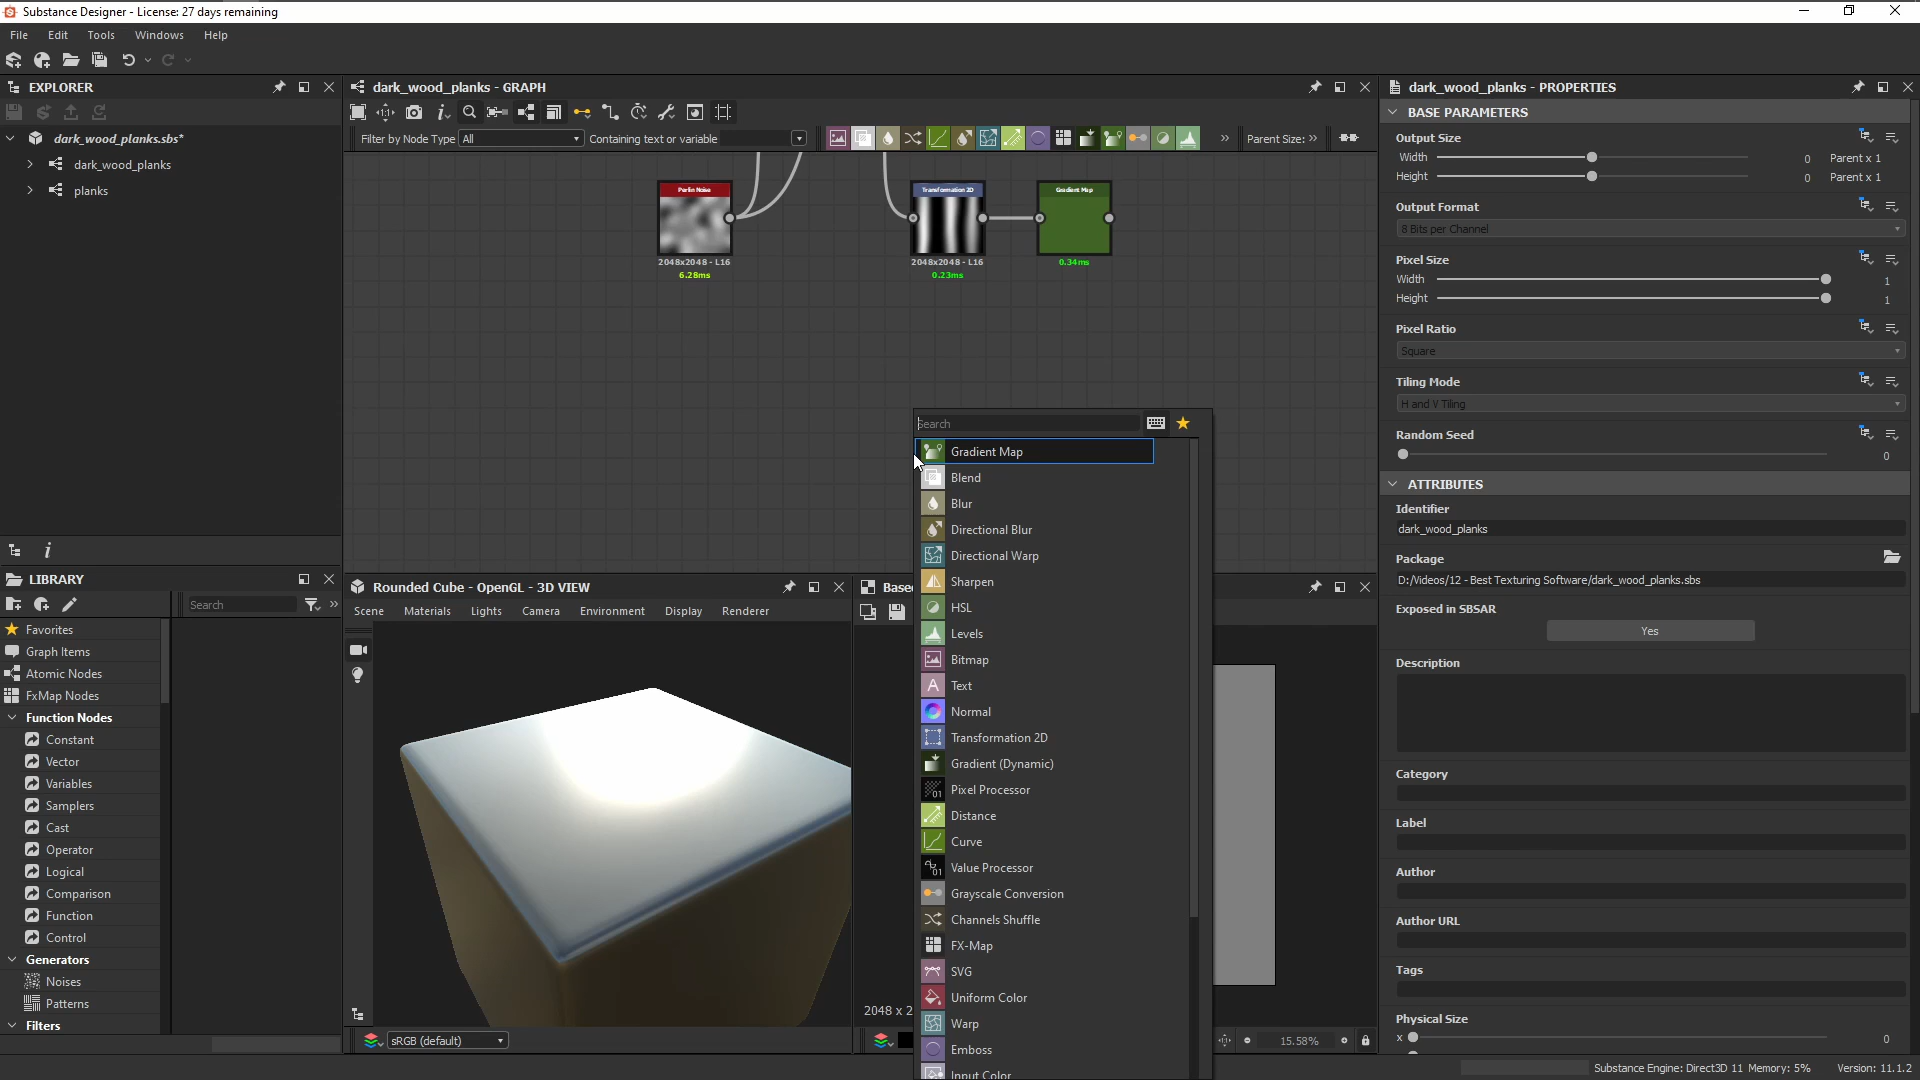 Substance Designer - License: 27 days remaining
File Edit Tools Windows Help
EXPLORER
dark_wood_planks.sbs*
dark_wood_planks
planks
LIBRARY
Search
Favorites
Graph Items
Atomic Nodes
FxMap Nodes
Function Nodes
Constant
Vector
Variables
Samplers
Cast
Operator
Logical
Comparison
Function
Control
Generators
Noises
Patterns
Filters
dark_wood_planks - GRAPH
Filter by Node Type All Containing text or variable
Parent Size:
Perlin Noise
2048x2048 - L16
6.28ms
Transformation 2D
2048x2048 - L16
0.23ms
Gradient Map
0.34ms
Search
Gradient Map
Blend
Blur
Directional Blur
Directional Warp
Sharpen
HSL
Levels
Bitmap
Text
Normal
Transformation 2D
Gradient (Dynamic)
Pixel Processor
Distance
Curve
Value Processor
Grayscale Conversion
Channels Shuffle
FX-Map
SVG
Uniform Color
Warp
Emboss
Input Color
Rounded Cube - OpenGL - 3D VIEW
Scene Materials Lights Camera Environment Display Renderer
sRGB (default)
Base
2048 x 2
15.58%
dark_wood_planks - PROPERTIES
BASE PARAMETERS
Output Size
Width 0 Parent x 1
Height 0 Parent x 1
Output Format
8 Bits per Channel
Pixel Size
Width 1
Height 1
Pixel Ratio
Square
Tiling Mode
H and V Tiling
Random Seed
0
ATTRIBUTES
Identifier
dark_wood_planks
Package
D:/Videos/12 - Best Texturing Software/dark_wood_planks.sbs
Exposed in SBSAR
Yes
Description
Category
Label
Author
Author URL
Tags
Physical Size
X 0
Substance Engine: Direct3D 11 Memory: 5% Version: 11.1.2